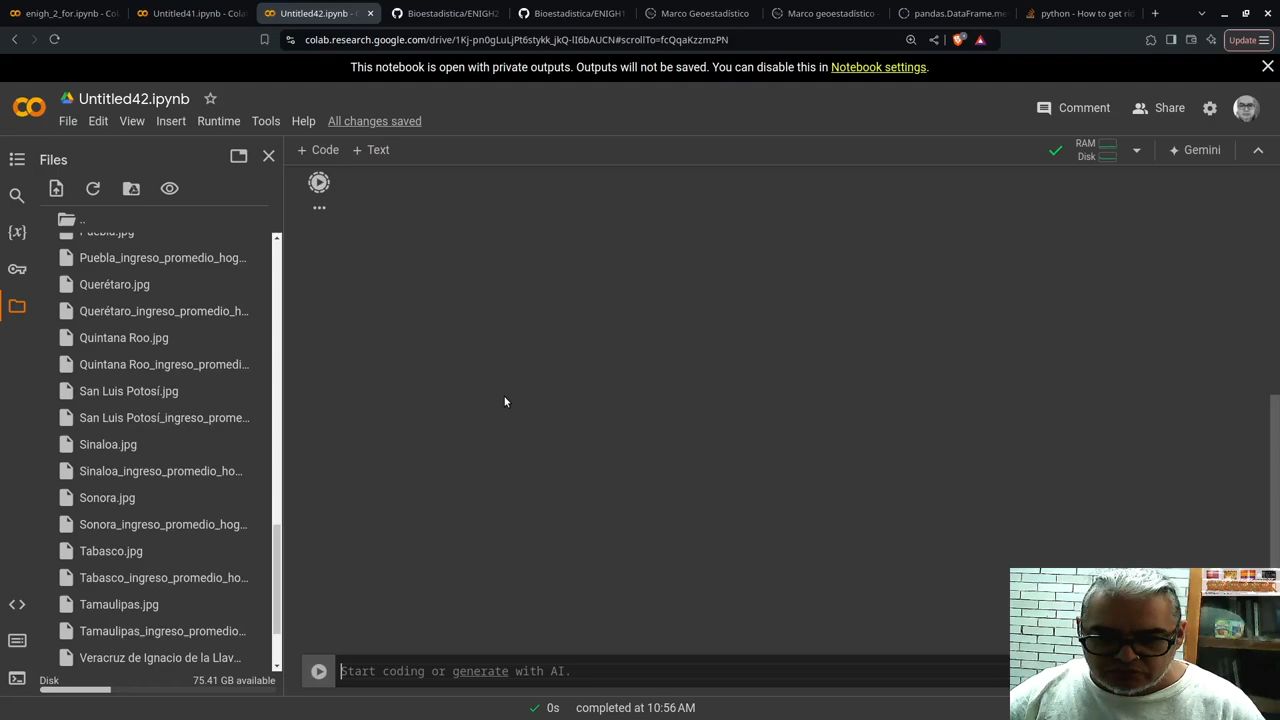 enigh_2_for.ipynb - Co
Untitled41.ipynb - Cola
Untitled42.ipynb - C
Bioestadistica/ENIGH2
Bioestadistica/ENIGH1
Marco Geoestadístico
Marco geoestadístico
pandas.DataFrame.me
python - How to get ri
colab.research.google.com/drive/1Kj-pn0gLuLjPt6stykk_jkQ-lI6bAUCN#scrollTo=fcQqaKzzmzPN
Update
This notebook is open with private outputs. Outputs will not be saved. You can disable this in Notebook settings.
Untitled42.ipynb
Comment
Share
File Edit View Insert Runtime Tools Help All changes saved
Files
+ Code + Text
RAM
Disk
Gemini
..
Puebla.jpg
Puebla_ingreso_promedio_hog...
Querétaro.jpg
Querétaro_ingreso_promedio_h...
Quintana Roo.jpg
Quintana Roo_ingreso_promedi...
San Luis Potosí.jpg
San Luis Potosí_ingreso_prome...
Sinaloa.jpg
Sinaloa_ingreso_promedio_ho...
Sonora.jpg
Sonora_ingreso_promedio_hog...
Tabasco.jpg
Tabasco_ingreso_promedio_ho...
Tamaulipas.jpg
Tamaulipas_ingreso_promedio...
Veracruz de Ignacio de la Llav...
Disk 75.41 GB available
Start coding or generate with AI.
0s completed at 10:56 AM